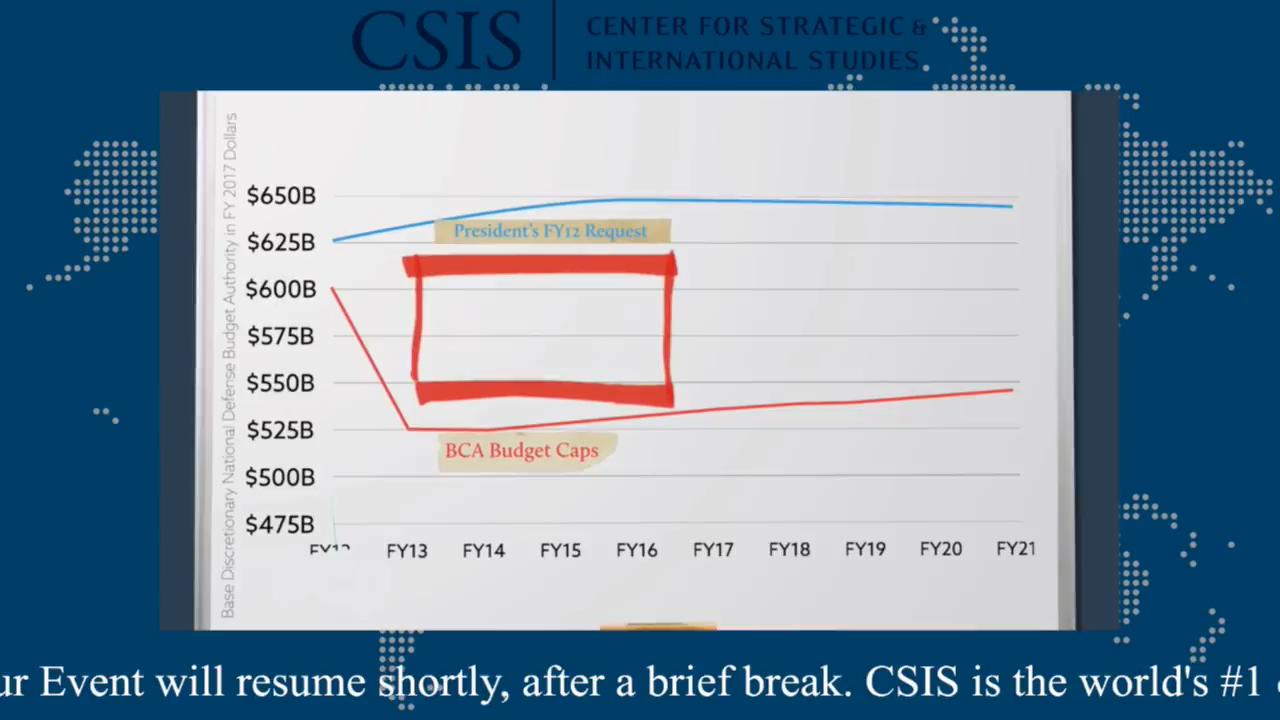 CSIS
CENTER FOR STRATEGIC &
INTERNATIONAL STUDIES
Base Discretionary National Defense Budget Authority in FY 2017 Dollars
$650B
$625B
$600B
$575B
$550B
$525B
$500B
$475B
President's FY12 Request
BCA Budget Caps
FY13 FY14 FY15 FY16 FY17 FY18 FY19 FY20 FY21
Event will resume shortly, after a brief break. CSIS is the world's #1